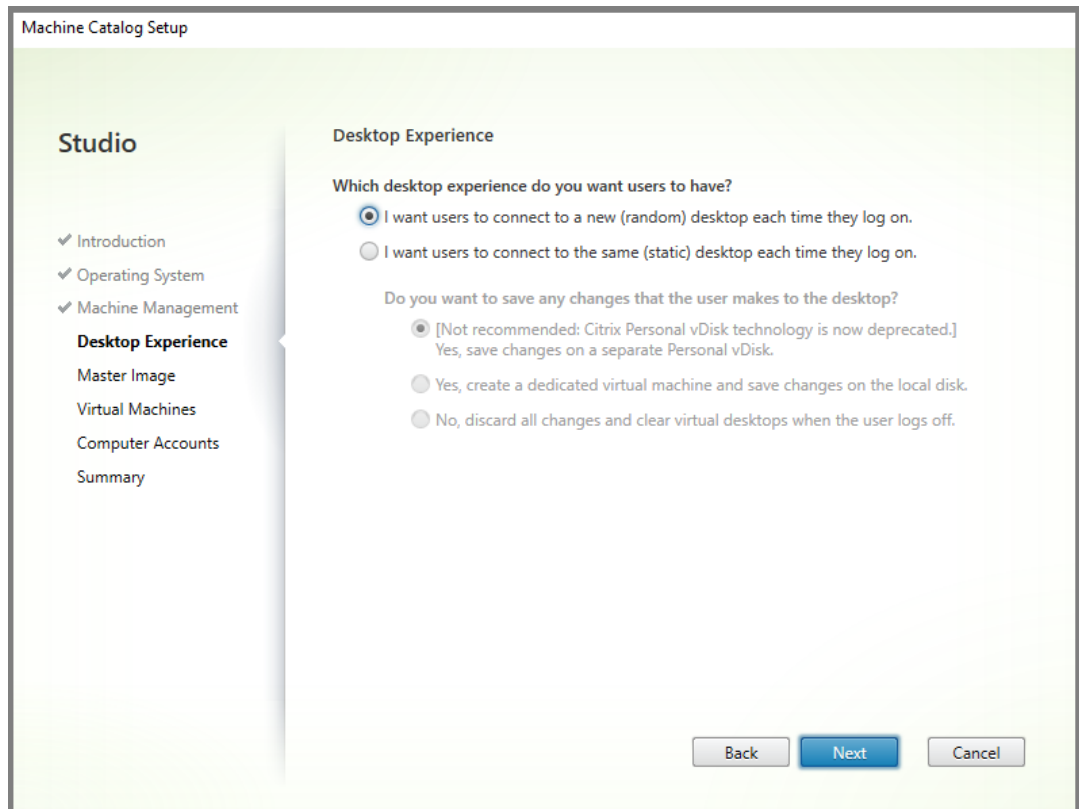 Machine Catalog Setup
Studio
Introduction
Operating System
Machine Management
Desktop Experience
Master Image
Virtual Machines
Computer Accounts
Summary
Desktop Experience
Which desktop experience do you want users to have?
I want users to connect to a new (random) desktop each time they log on.
I want users to connect to the same (static) desktop each time they log on.
Do you want to save any changes that the user makes to the desktop?
[Not recommended: Citrix Personal vDisk technology is now deprecated.]
Yes, save changes on a separate Personal vDisk.
Yes, create a dedicated virtual machine and save changes on the local disk.
No, discard all changes and clear virtual desktops when the user logs off.
Back
Next
Cancel